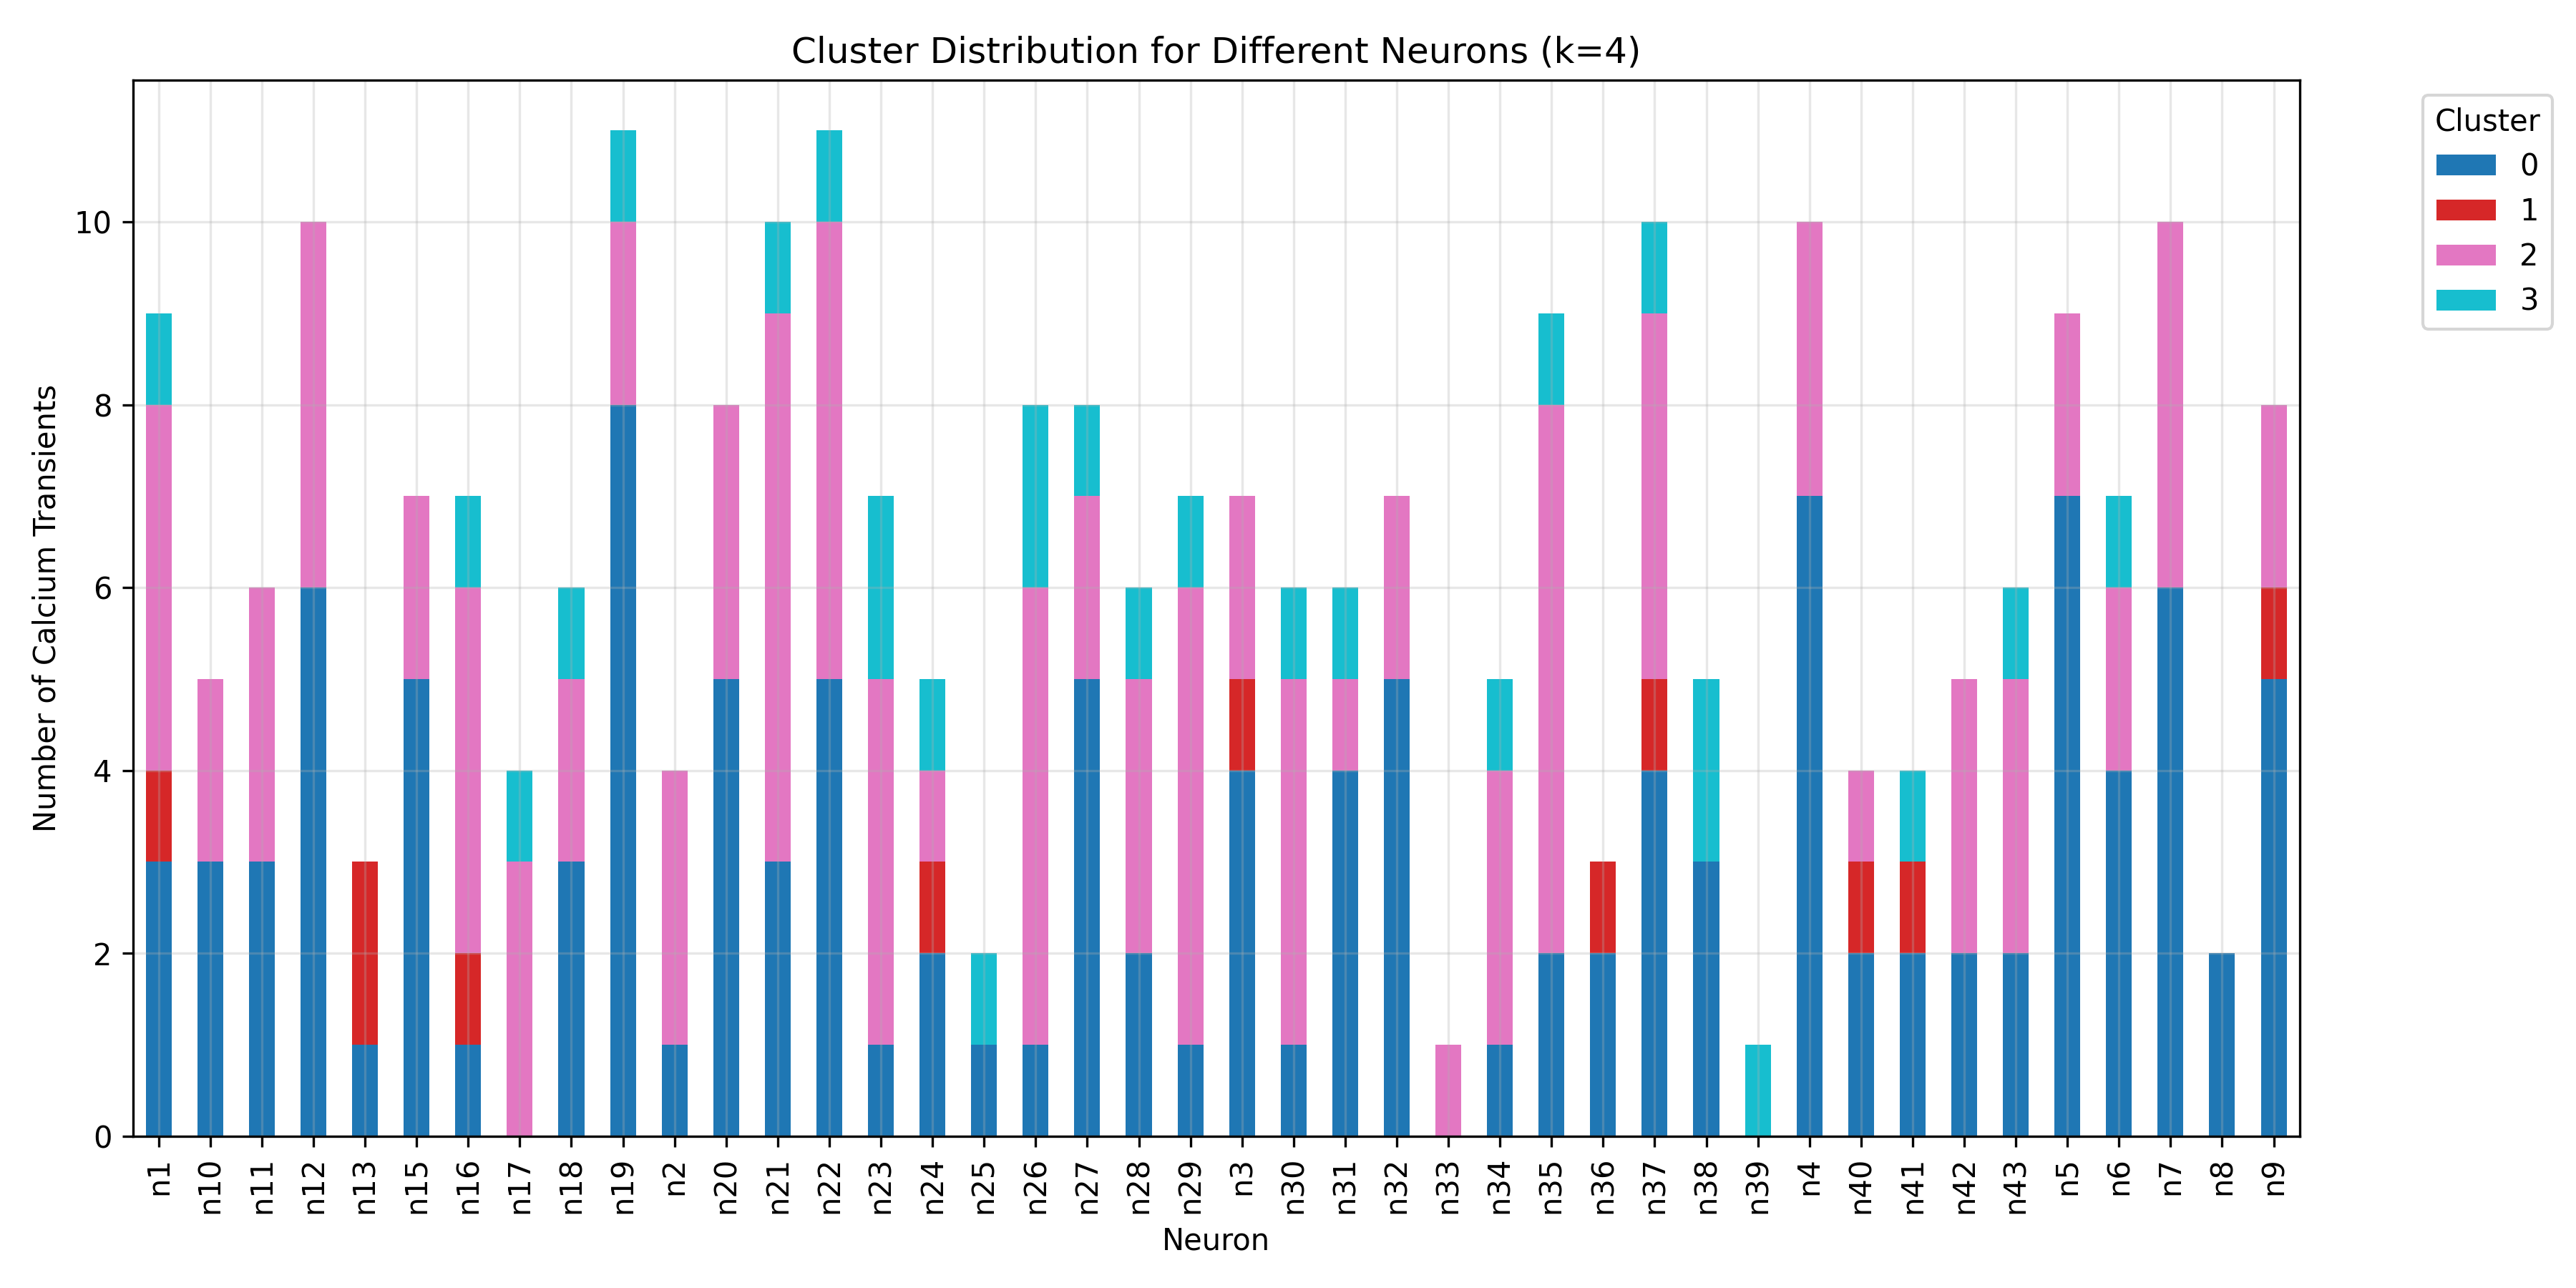 Cluster Distribution for Different Neurons (k=4)
Number of Calcium Transients
10
8
6
4
2
0
n1 n10 n11 n12 n13 n15 n16 n17 n18 n19 n2 n20 n21 n22 n23 n24 n25 n26 n27 n28 n29 n3 n30 n31 n32 n33 n34 n35 n36 n37 n38 n39 n4 n40 n41 n42 n43 n5 n6 n7 n8 n9
Neuron
Cluster
0
1
2
3